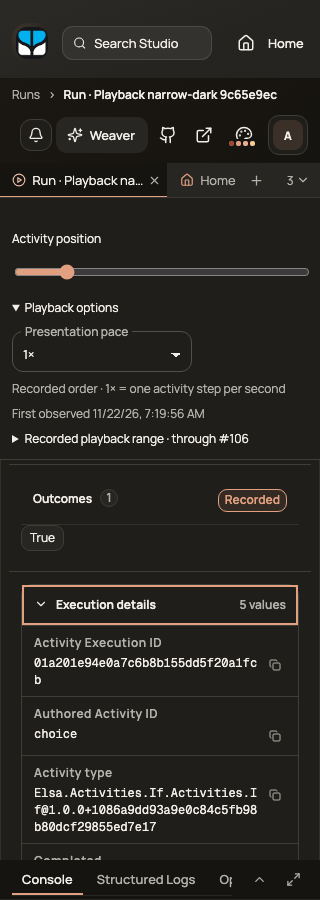 Search Studio
Home
Runs › Run · Playback narrow-dark 9c65e9ec
Weaver
A
Run · Playback na...
Home
3
Activity position
Playback options
Presentation pace
1×
Recorded order · 1× = one activity step per second
First observed 11/22/26, 7:19:56 AM
Recorded playback range · through #106
Outcomes 1
Recorded
True
Execution details
5 values
Activity Execution ID
01a201e94e0a7c6b8b155dd5f20a1fc
b
Authored Activity ID
choice
Activity type
Elsa.Activities.If.Activities.I
f@1.0.0+1086a9dd93a9e0c84c5fb98
b80dcf29855ed7e17
Completed
Console
Structured Logs